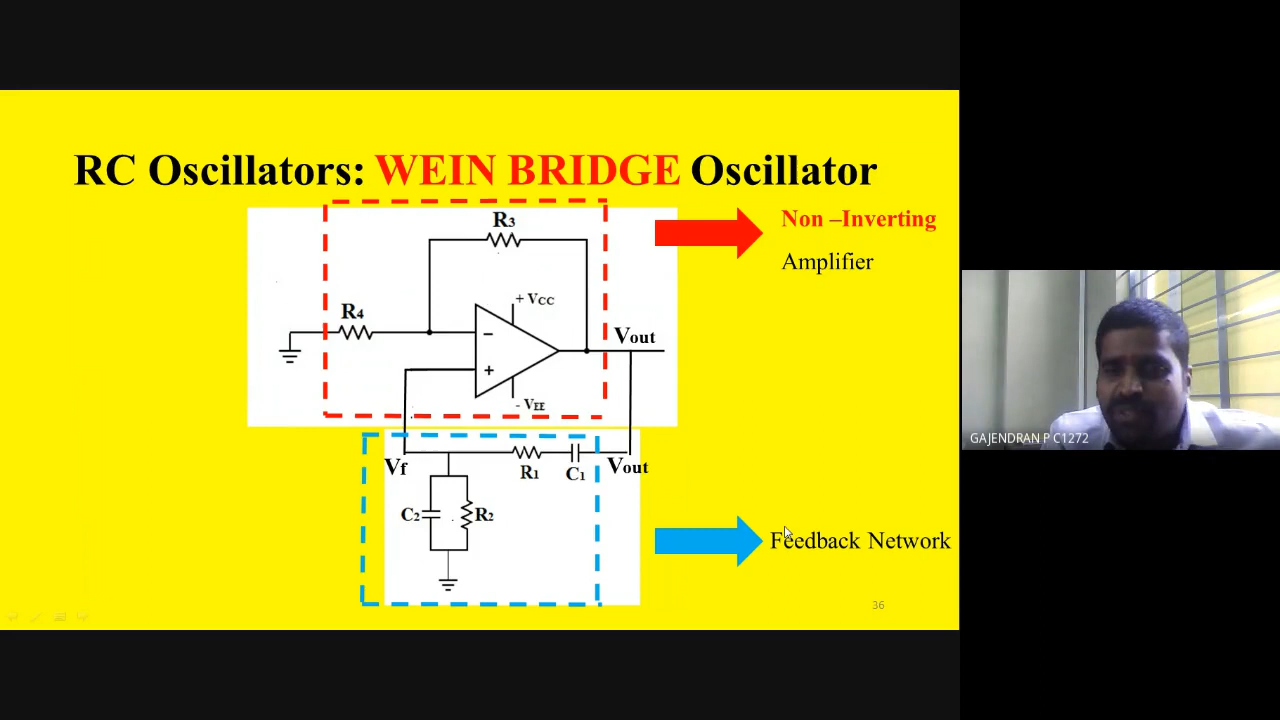 RC Oscillators: WEIN BRIDGE Oscillator
Non –Inverting
Amplifier
R3
R4
+ VCC
−
+
- VEE
Vout
Vf
R1
C1
Vout
C2
R2
Feedback Network
36
GAJENDRAN P C1272